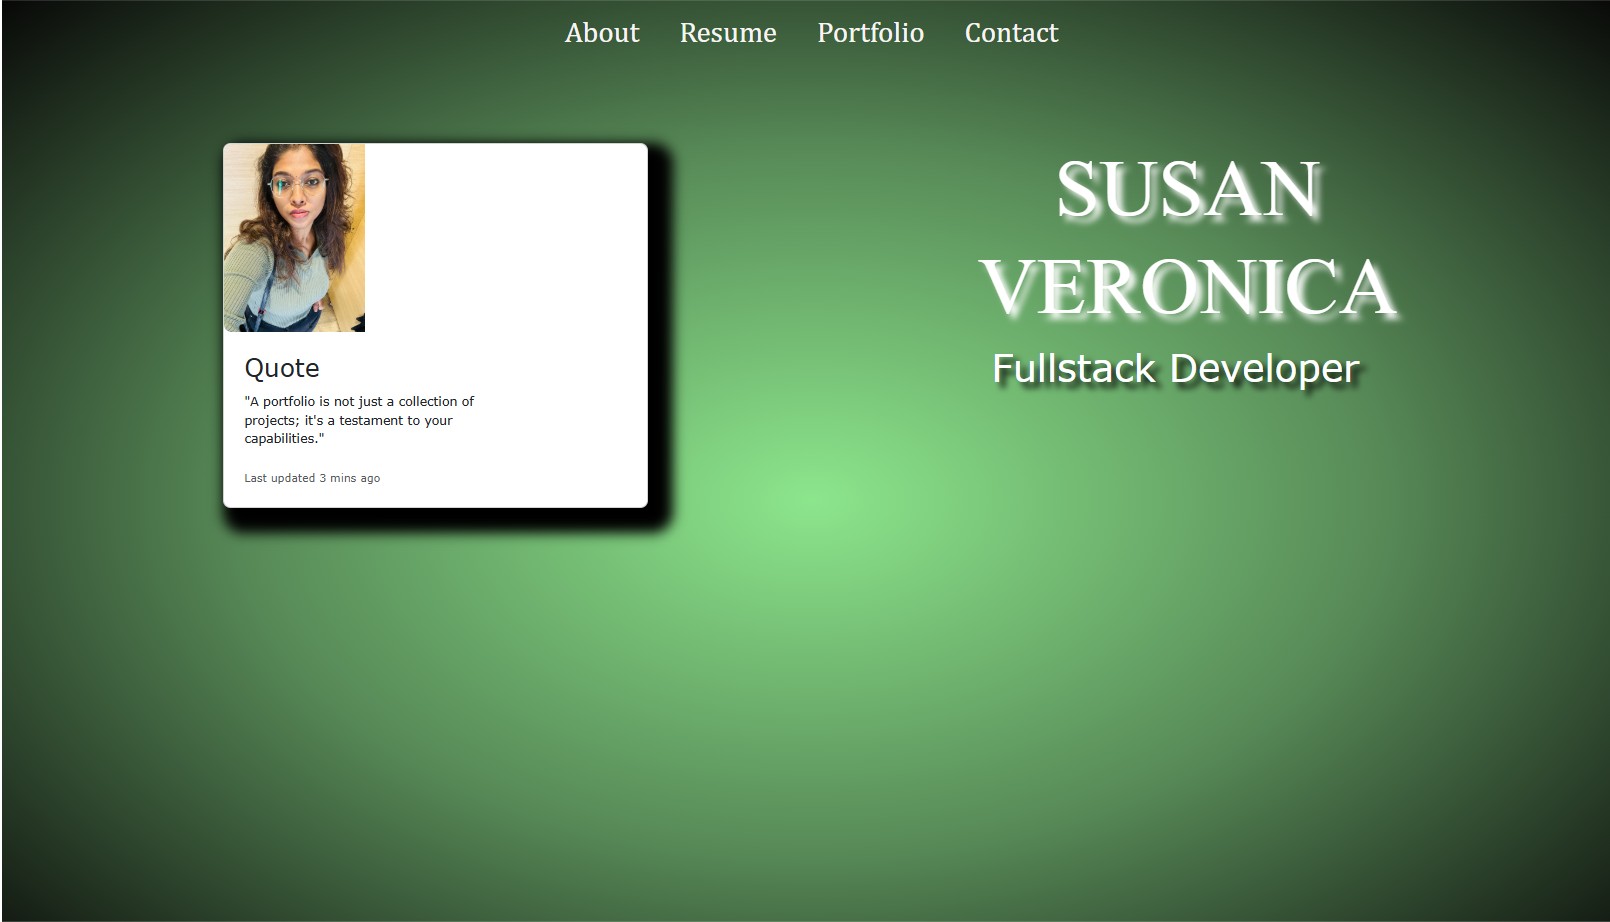 About Resume Portfolio Contact
SUSAN
VERONICA
Fullstack Developer
Quote
"A portfolio is not just a collection of
projects; it's a testament to your
capabilities."
Last updated 3 mins ago